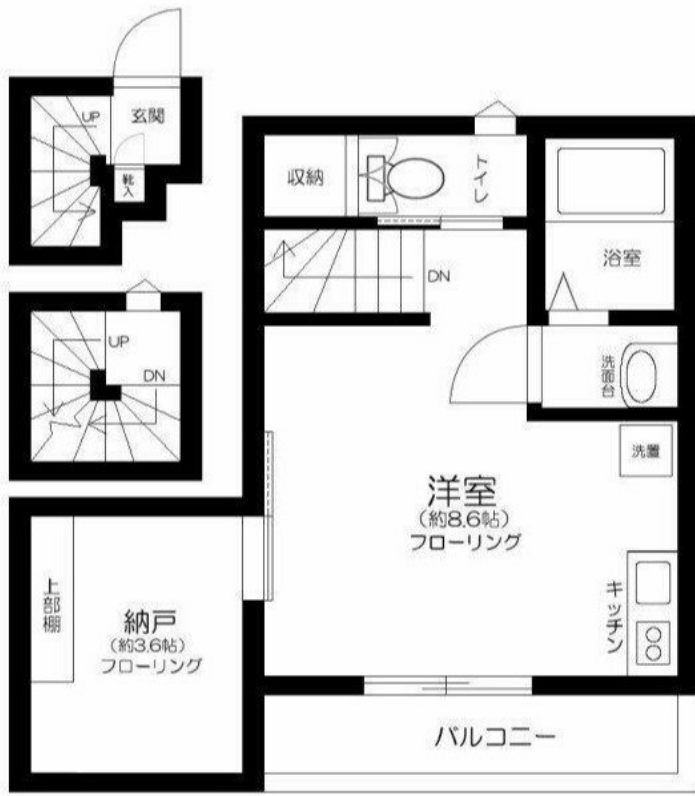 UP
玄関
靴入
収納
トイレ
浴室
DN
UP
DN
洗面台
洗置
洋室
(約8.6帖)
フローリング
上部棚
納戸
(約3.6帖)
フローリング
キッチン
バルコニー